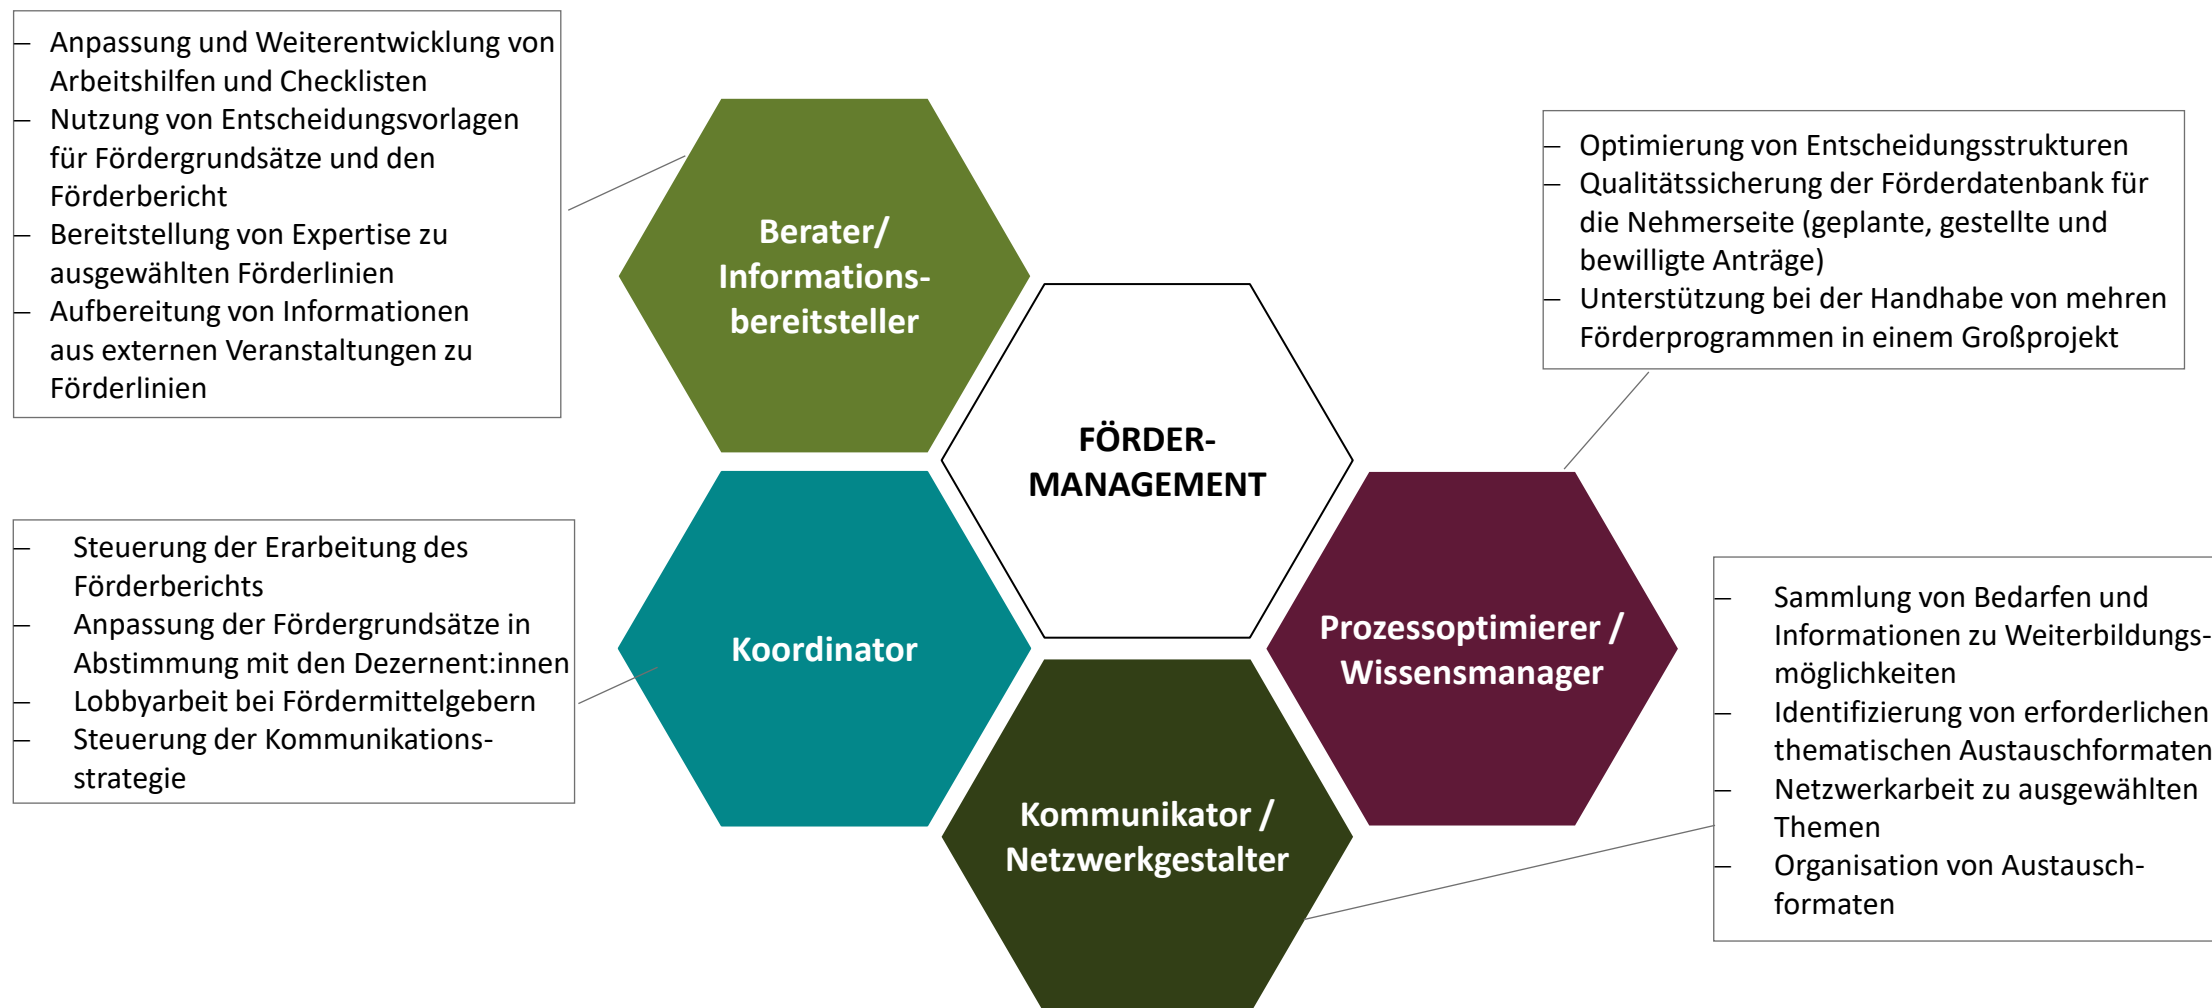 – Anpassung und Weiterentwicklung von
Arbeitshilfen und Checklisten
– Nutzung von Entscheidungsvorlagen
für Fördergrundsätze und den
Förderbericht
– Bereitstellung von Expertise zu
ausgewählten Förderlinien
– Aufbereitung von Informationen
aus externen Veranstaltungen zu
Förderlinien
Berater/
Informations-
bereitsteller
FÖRDER-
MANAGEMENT
– Optimierung von Entscheidungsstrukturen
– Qualitätssicherung der Förderdatenbank für
die Nehmerseite (geplante, gestellte und
bewilligte Anträge)
– Unterstützung bei der Handhabe von mehren
Förderprogrammen in einem Großprojekt
– Steuerung der Erarbeitung des
Förderberichts
– Anpassung der Fördergrundsätze in
Abstimmung mit den Dezernent:innen
– Lobbyarbeit bei Fördermittelgebern
– Steuerung der Kommunikations-
strategie
Koordinator
Prozessoptimierer /
Wissensmanager
Kommunikator /
Netzwerkgestalter
– Sammlung von Bedarfen und
Informationen zu Weiterbildungs-
möglichkeiten
– Identifizierung von erforderlichen
thematischen Austauschformaten
– Netzwerkarbeit zu ausgewählten
Themen
– Organisation von Austausch-
formaten